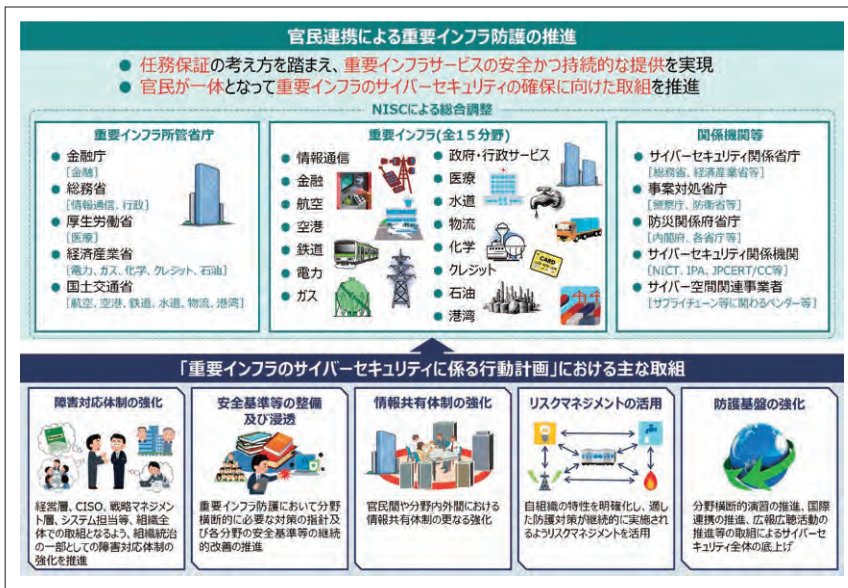 官民連携による重要インフラ防護の推進
● 任務保証の考え方を踏まえ、重要インフラサービスの安全かつ持続的な提供を実現
● 官民が一体となって重要インフラのサイバーセキュリティの確保に向けた取組を推進
NISCによる総合調整
重要インフラ所管省庁
● 金融庁
[金融]
● 総務省
[情報通信、行政]
● 厚生労働省
[医療]
● 経済産業省
[電力、ガス、化学、クレジット、石油]
● 国土交通省
[航空、空港、鉄道、水道、物流、港湾]
重要インフラ(全15分野)
● 情報通信
● 金融
● 航空
● 空港
● 鉄道
● 電力
● ガス
● 政府・行政サービス
● 医療
● 水道
● 物流
● 化学
● クレジット
● 石油
● 港湾
CARD
関係機関等
● サイバーセキュリティ関係省庁
[総務省、経済産業省等]
● 事案対処省庁
[警察庁、防衛省等]
● 防災関係府省庁
[内閣府、各省庁等]
● サイバーセキュリティ関係機関
[NICT、IPA、JPCERT/CC等]
● サイバー空間関連事業者
[サプライチェーン等に関わるベンダー等]
「重要インフラのサイバーセキュリティに係る行動計画」における主な取組
障害対応体制の強化
経営層、CISO、戦略マネジメン
ト層、システム担当等、組織全
体での取組となるよう、組織統治
の一部としての障害対応体制の
強化を推進
安全基準等の整備
及び浸透
重要インフラ防護において分野
横断的に必要な対策の指針及
び各分野の安全基準等の継続
的改善の推進
情報共有体制の強化
官民間や分野内外間における
情報共有体制の更なる強化
リスクマネジメントの活用
自組織の特性を明確化し、適し
た防護対策が継続的に実施され
るようリスクマネジメントを活用
防護基盤の強化
分野横断的演習の推進、国際
連携の推進、広報広聴活動の
推進等の取組によるサイバーセ
キュリティ全体の底上げ